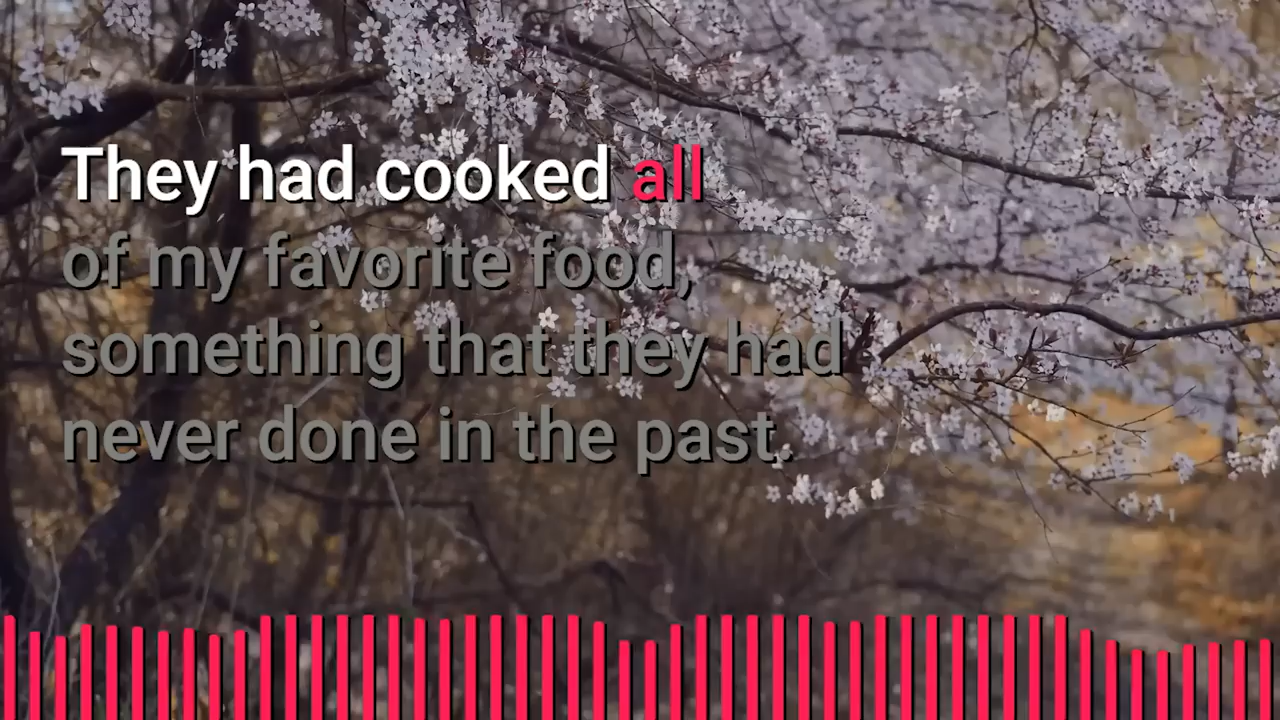 They had cooked all
of my favorite food,
something that they had
never done in the past.